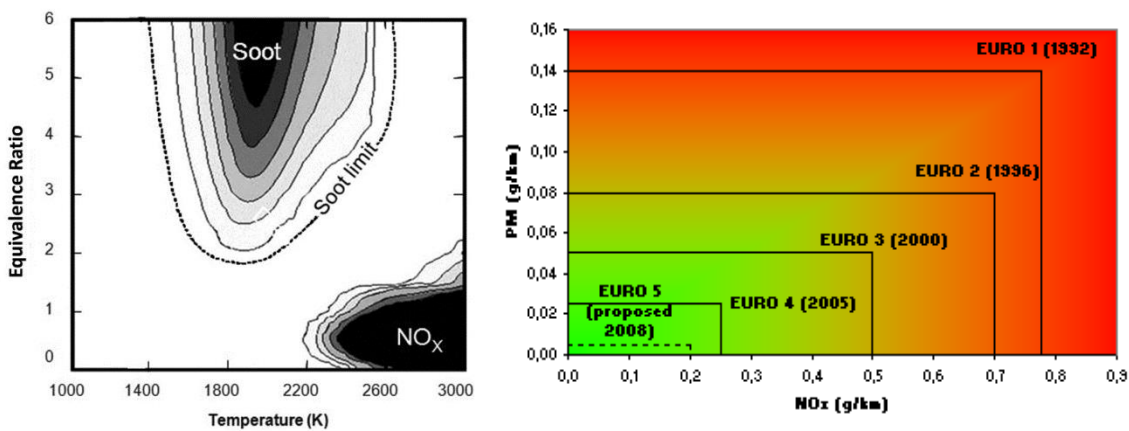 6
5
4
3
2
1
0
Equivalence Ratio
Soot
Soot limit
NOX
1000 1400 1800 2200 2600 3000
Temperature (K)
0,16
0,14
0,12
0,10
0,08
0,06
0,04
0,02
0,00
PM (g/km)
EURO 1 (1992)
EURO 2 (1996)
EURO 3 (2000)
EURO 4 (2005)
EURO 5
(proposed
2008)
0,0 0,1 0,2 0,3 0,4 0,5 0,6 0,7 0,8 0,9
NOx (g/km)